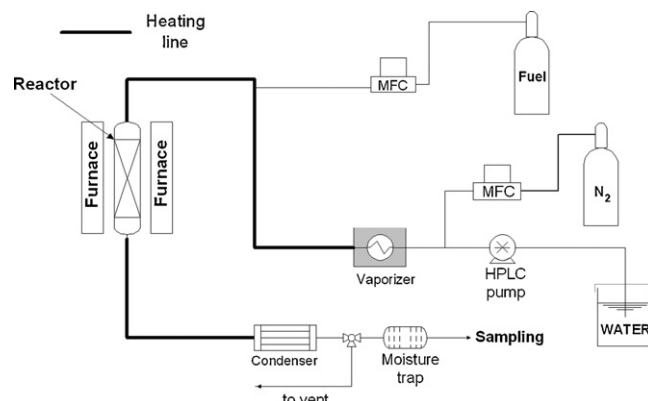 Heating
line
Fuel
MFC
Reactor
Furnace
Furnace
MFC
N2
Vaporizer
HPLC
pump
WATER
Condenser
Moisture
trap
Sampling
to vent